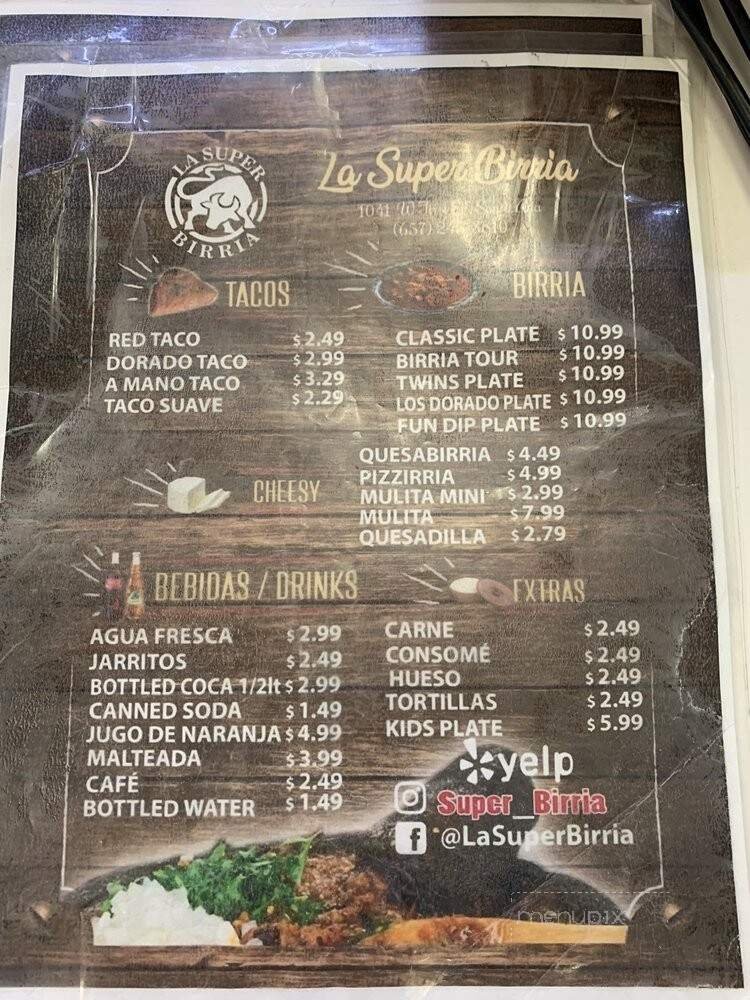 LA SUPER
BIRRIA
La Super Birria
1041 W.
(657)
TACOS
RED TACO $2.49
DORADO TACO $2.99
A MANO TACO $3.29
TACO SUAVE $2.29
BIRRIA
CLASSIC PLATE $10.99
BIRRIA TOUR $10.99
TWINS PLATE $10.99
LOS DORADO PLATE $10.99
FUN DIP PLATE $10.99
CHEESY
QUESABIRRIA $4.49
PIZZIRRIA $4.99
MULITA MINI $2.99
MULITA $7.99
QUESADILLA $2.79
BEBIDAS / DRINKS
AGUA FRESCA $2.99
JARRITOS $2.49
BOTTLED COCA 1/2lt $2.99
CANNED SODA $1.49
JUGO DE NARANJA $4.99
MALTEADA $3.99
CAFÉ $2.49
BOTTLED WATER $1.49
EXTRAS
CARNE $2.49
CONSOMÉ $2.49
HUESO $2.49
TORTILLAS $2.49
KIDS PLATE $5.99
yelp
Super_Birria
@LaSuperBirria
menupix